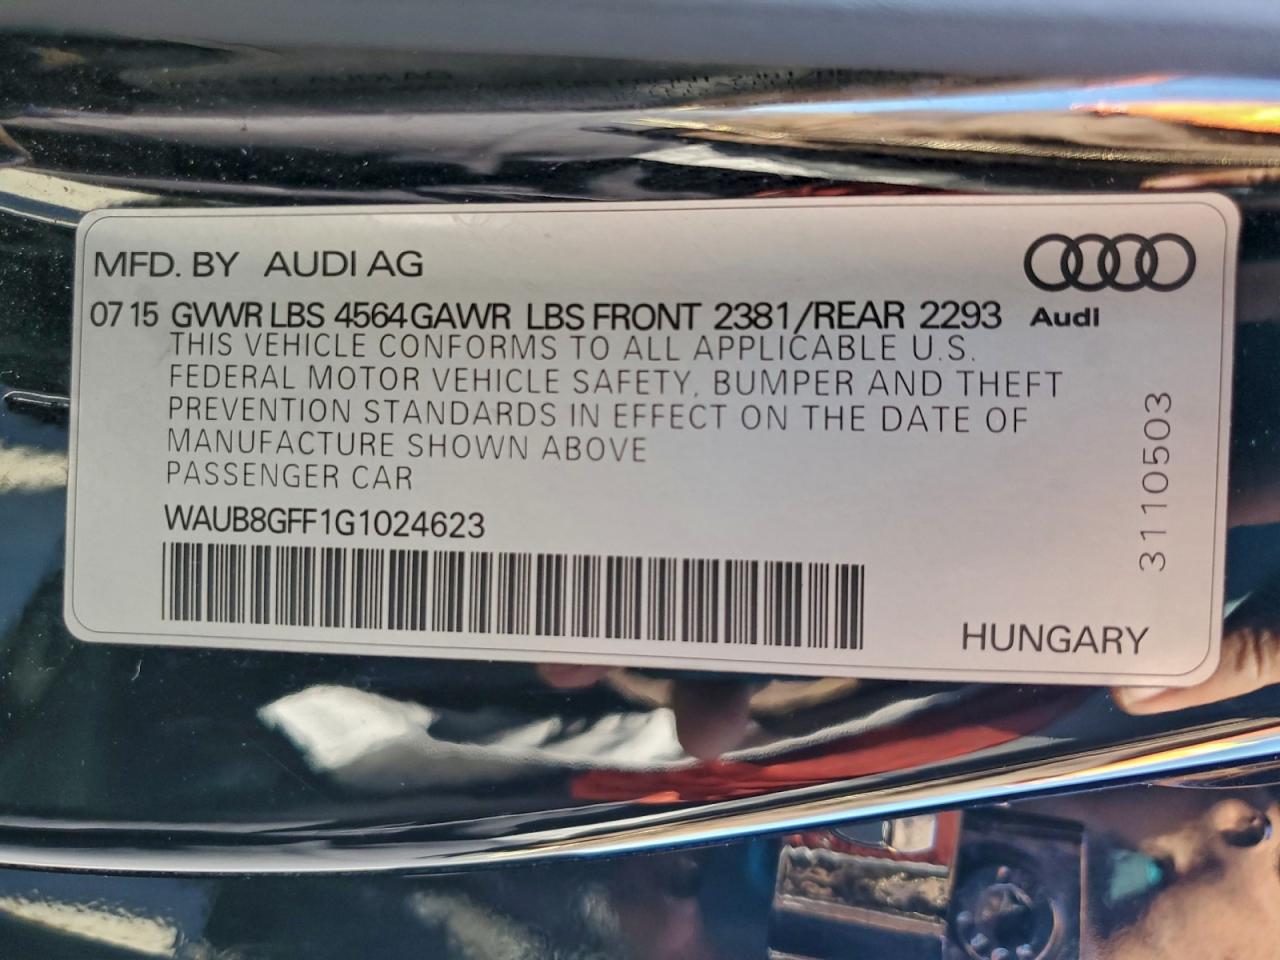 MFD. BY AUDI AG
07 15 GVWR LBS 4564 GAWR LBS FRONT 2381/REAR 2293
Audi
THIS VEHICLE CONFORMS TO ALL APPLICABLE U.S.
FEDERAL MOTOR VEHICLE SAFETY, BUMPER AND THEFT
PREVENTION STANDARDS IN EFFECT ON THE DATE OF
MANUFACTURE SHOWN ABOVE
PASSENGER CAR
WAUB8GFF1G1024623
3110503
HUNGARY